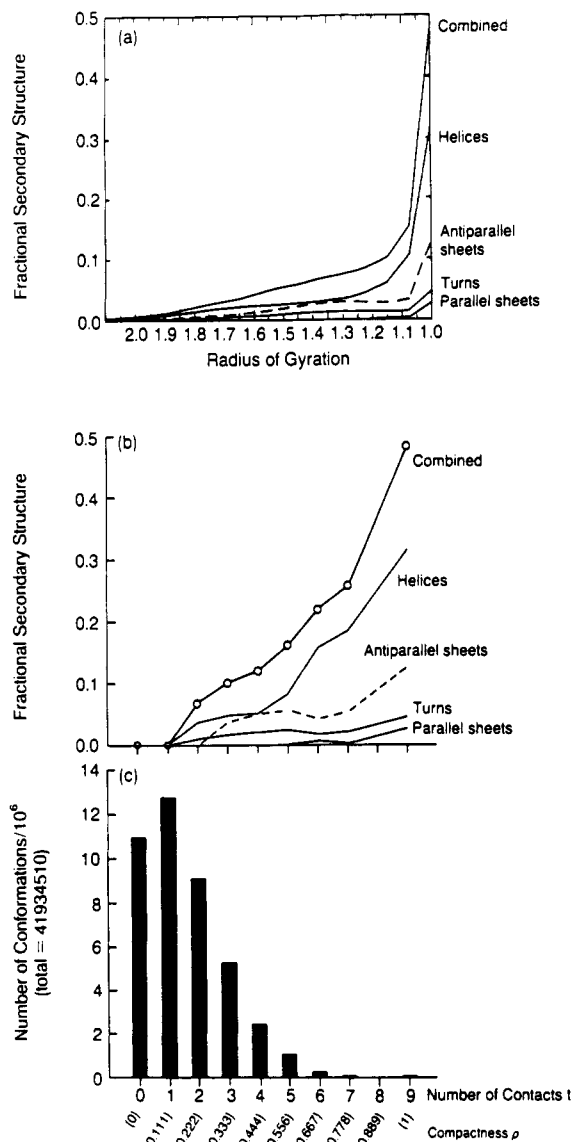 (a)
0.5
0.4
0.3
0.2
0.1
0.0
Fractional Secondary Structure
Combined
Helices
Antiparallel
sheets
Turns
Parallel sheets
2.0 1.9 1.8 1.7 1.6 1.5 1.4 1.3 1.2 1.1 1.0
Radius of Gyration
(b)
0.5
0.4
0.3
0.2
0.1
0.0
Fractional Secondary Structure
Combined
Helices
Antiparallel sheets
Turns
Parallel sheets
(c)
14
12
10
8
6
4
2
0
Number of Conformations/10⁶
(total = 41934510)
0 1 2 3 4 5 6 7 8 9 Number of Contacts t
(0) 0.111) 0.222) 0.333) 0.444) 0.556) 0.667) 0.778) 0.889) (1) Compactness ρ